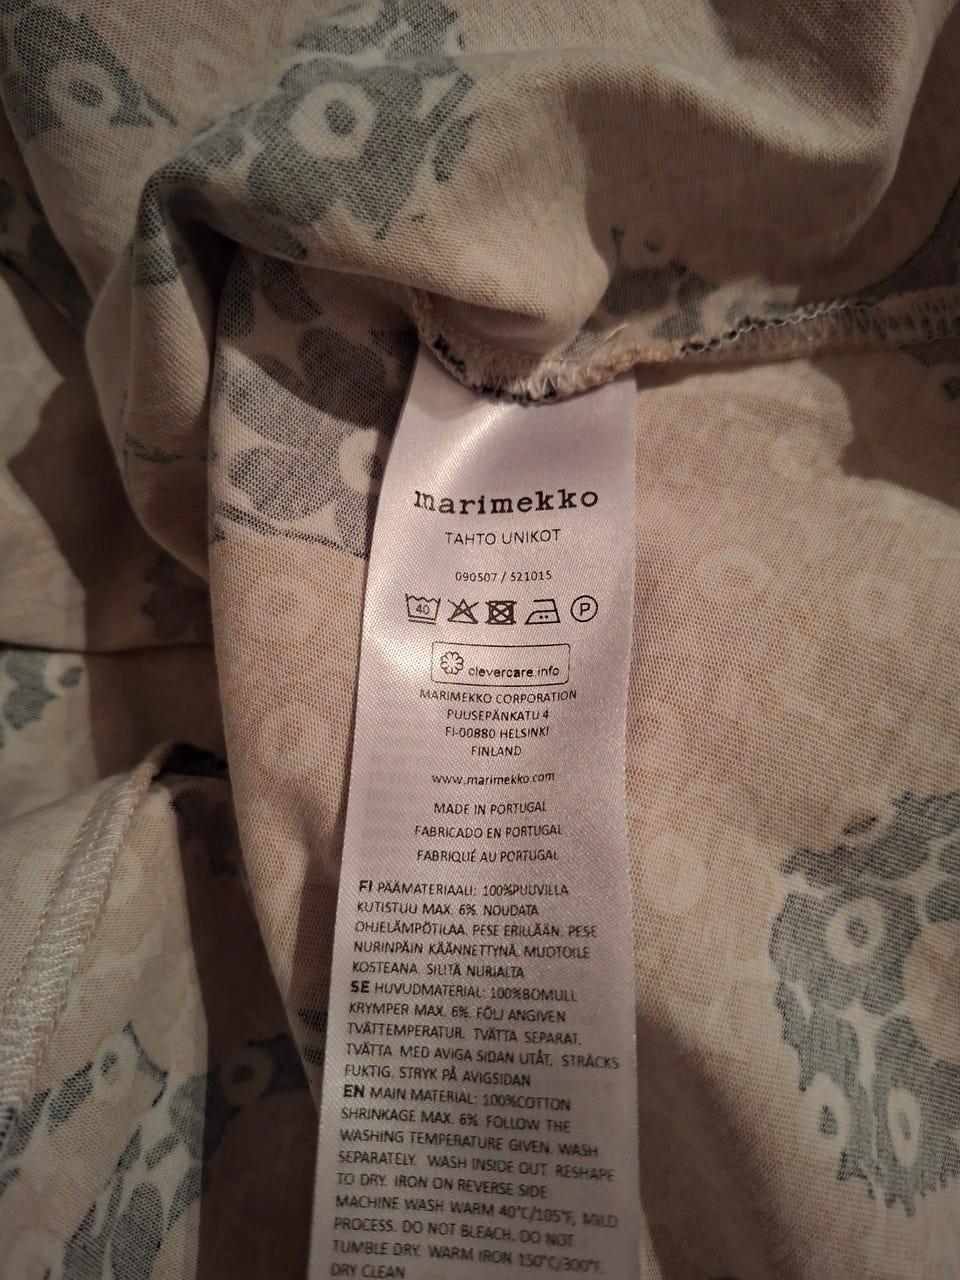 marimekko
TAHTO UNIKOT
090507 / 521015
40 P
clevercare.info
MARIMEKKO CORPORATION
PUUSEPÄNKATU 4
FI-00880 HELSINKI
FINLAND
www.marimekko.com
MADE IN PORTUGAL
FABRICADO EN PORTUGAL
FABRIQUÉ AU PORTUGAL
FI PÄÄMATERIAALI: 100%PUUVILLA
KUTISTUU MAX. 6%. NOUDATA
OHJELÄMPÖTILAA. PESE ERILLÄÄN. PESE
NURINPÄIN KÄÄNNETTYNÄ. MUOTOILE
KOSTEANA. SILITÄ NURJALTA
SE HUVUDMATERIAL: 100%BOMULL
KRYMPER MAX. 6%. FÖLJ ANGIVEN
TVÄTTEMPERATUR. TVÄTTA SEPARAT.
TVÄTTA MED AVIGA SIDAN UTÅT. STRÄCKS
FUKTIG. STRYK PÅ AVIGSIDAN
EN MAIN MATERIAL: 100%COTTON
SHRINKAGE MAX. 6% FOLLOW THE
WASHING TEMPERATURE GIVEN. WASH
SEPARATELY. WASH INSIDE OUT. RESHAPE
TO DRY. IRON ON REVERSE SIDE
MACHINE WASH WARM 40°C/105°F, MILD
PROCESS. DO NOT BLEACH. DO NOT
TUMBLE DRY. WARM IRON 150°C/300°F.
DRY CLEAN